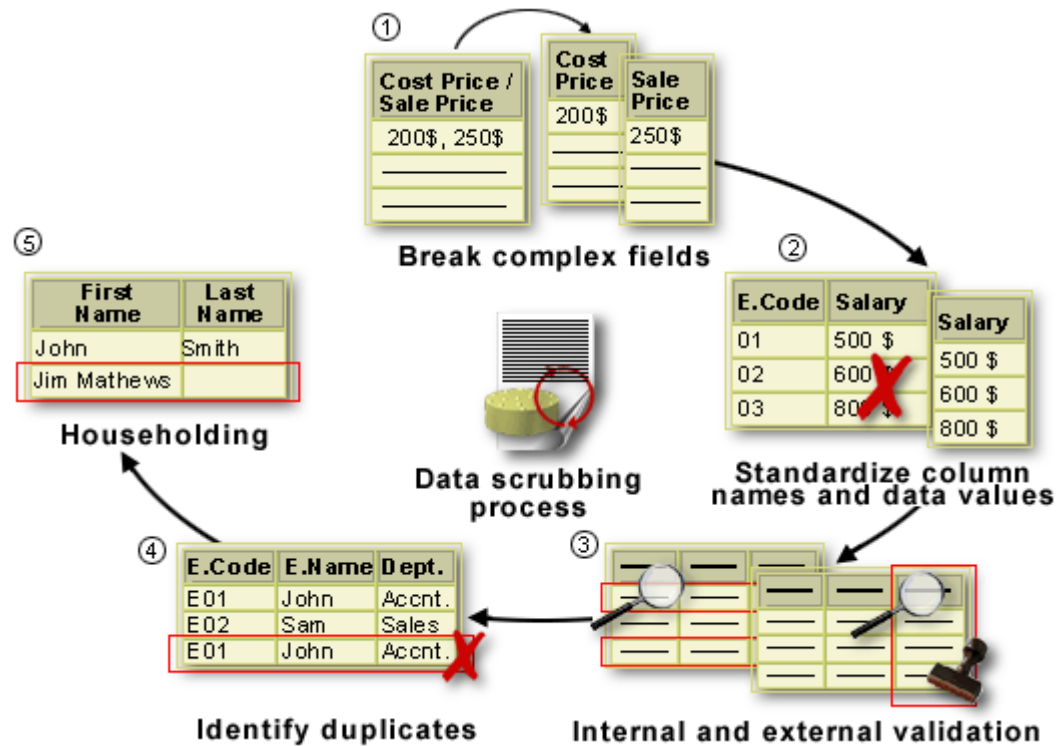 ①
Cost Price /
Sale Price
200$, 250$
Cost
Price
200$
Sale
Price
250$
Break complex fields
②
E.Code Salary
01 500 $
02 600 $
03 800 $
Salary
500 $
600 $
800 $
Standardize column
names and data values
③
Internal and external validation
④
E.Code E.Name Dept.
E01 John Accnt.
E02 Sam Sales
E01 John Accnt.
Identify duplicates
⑤
First
Name
Last
Name
John Smith
Jim Mathews
Householding
Data scrubbing
process